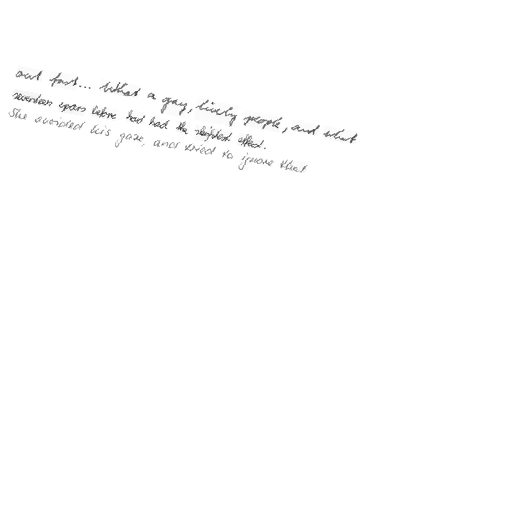 out fast... What a gay, lively people, and what
seventeen years before had had the slightest effect.
She avoided his gaze, and tried to ignore that